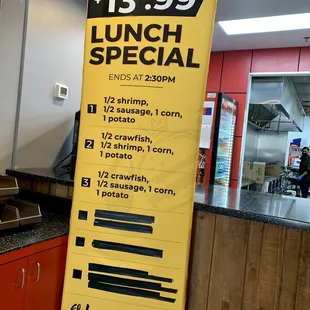 13.99
LUNCH
SPECIAL
ENDS AT 2:30PM
1 1/2 shrimp,
1/2 sausage, 1 corn,
1 potato
2 1/2 crawfish,
1/2 shrimp, 1 corn,
1 potato
3 1/2 crawfish,
1/2 sausage, 1 corn,
1 potato